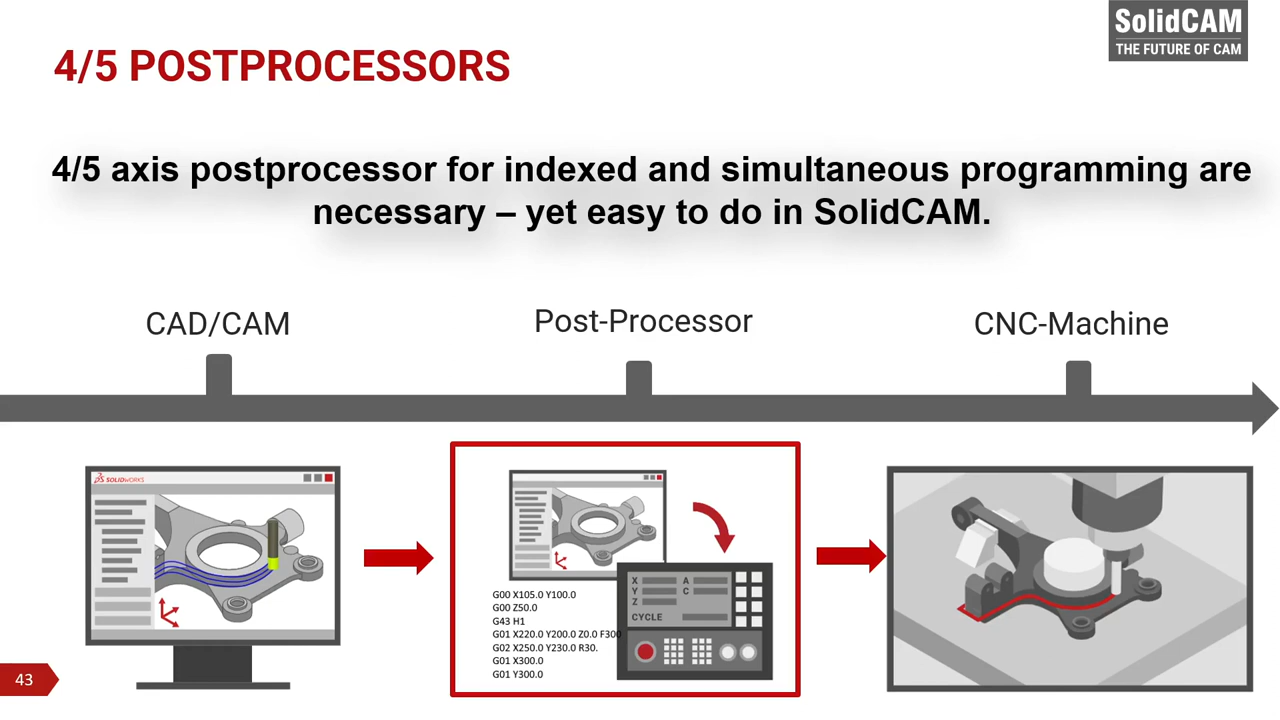 SolidCAM
THE FUTURE OF CAM
4/5 POSTPROCESSORS
4/5 axis postprocessor for indexed and simultaneous programming are
necessary – yet easy to do in SolidCAM.
CAD/CAM
Post-Processor
CNC-Machine
SOLIDWORKS
G00 X105.0 Y100.0
G00 Z50.0
G43 H1
G01 X220.0 Y200.0 Z0.0 F300
G02 X250.0 Y230.0 R30.
G01 X300.0
G01 Y300.0
X A
Y C
Z
CYCLE
43